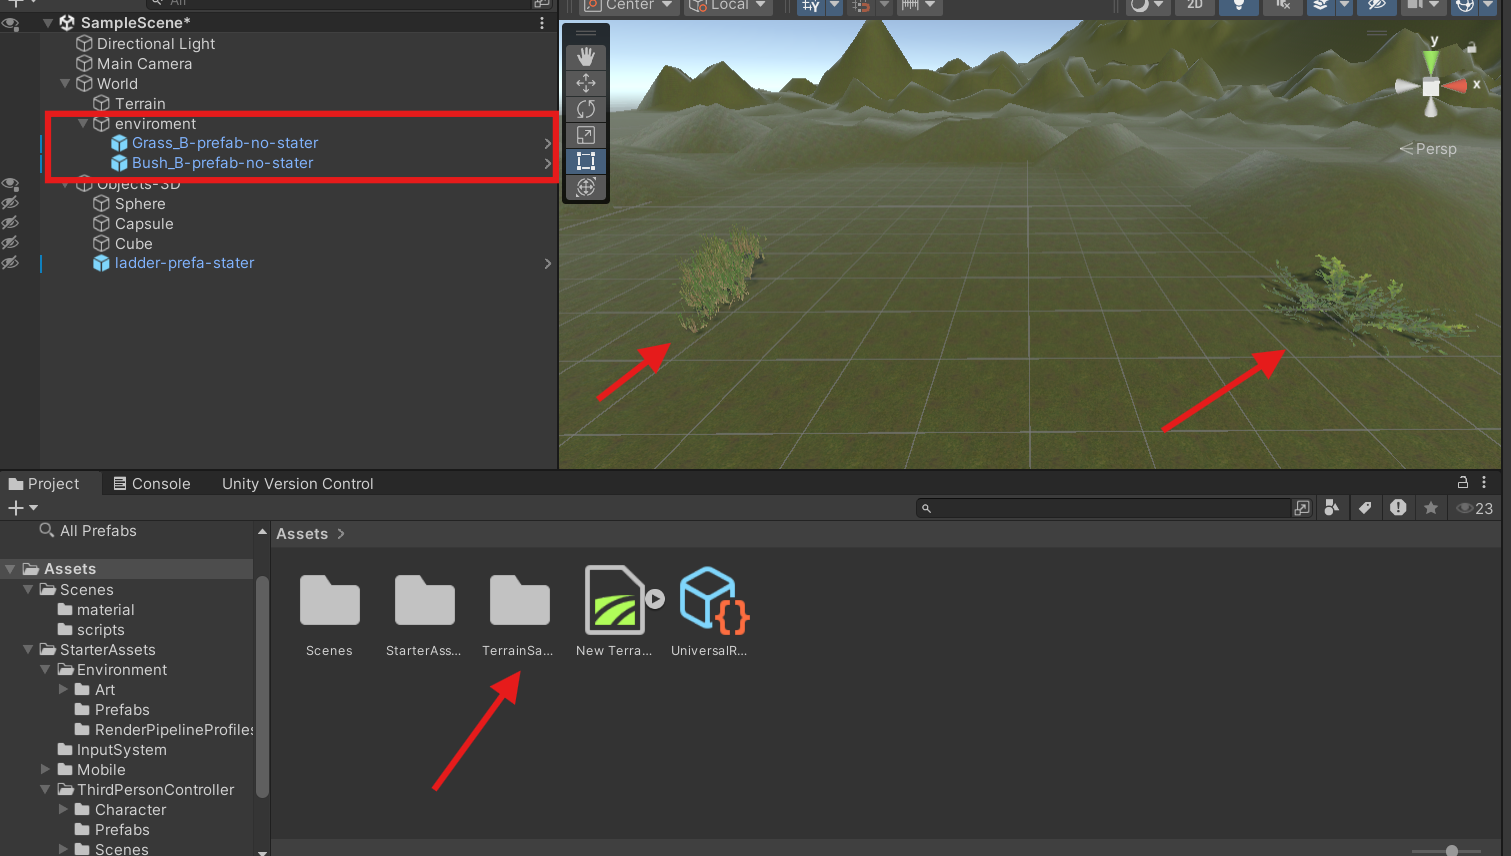 All
Center
Local
2D
SampleScene*
Directional Light
Main Camera
World
Terrain
enviroment
Grass_B-prefab-no-stater
Bush_B-prefab-no-stater
Objects-3D
Sphere
Capsule
Cube
ladder-prefa-stater
y
x
Persp
Project
Console
Unity Version Control
23
All Prefabs
Assets
Scenes
material
scripts
StarterAssets
Environment
Art
Prefabs
RenderPipelineProfiles
InputSystem
Mobile
ThirdPersonController
Character
Prefabs
Scenes
Assets
Scenes
StarterAss...
TerrainSa...
New Terra...
UniversalR...